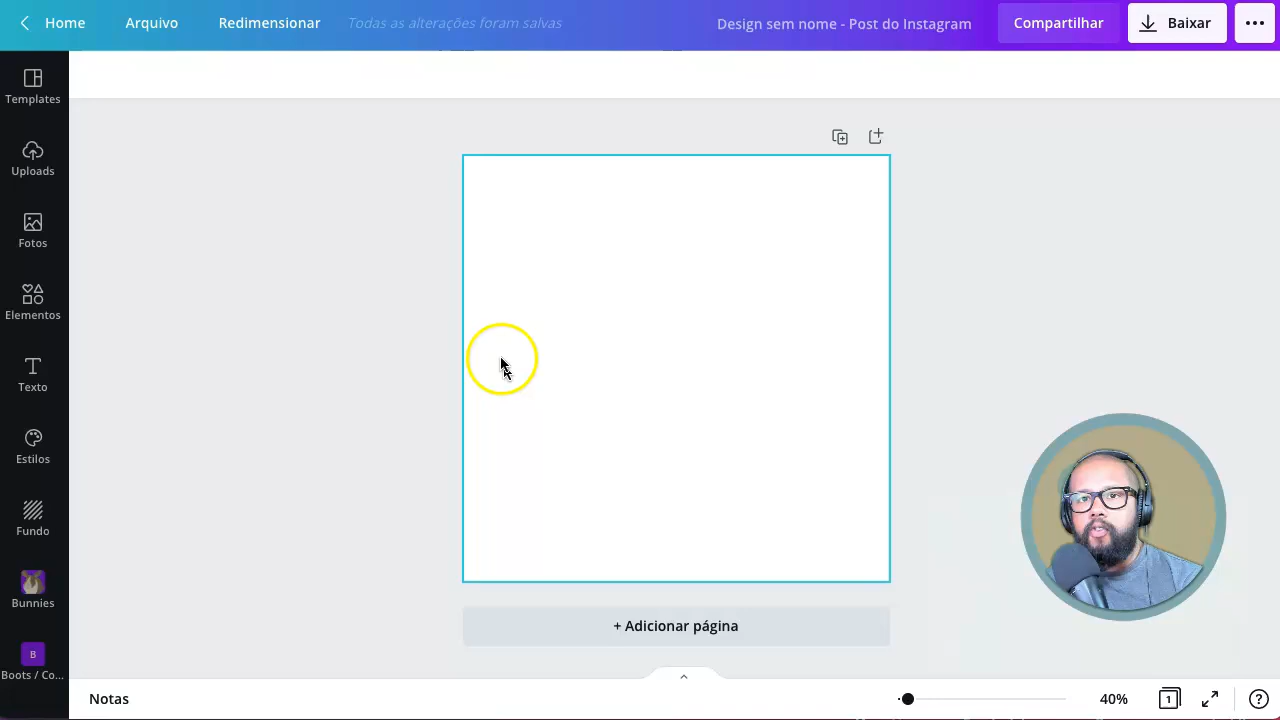 Home Arquivo Redimensionar Todas as alterações foram salvas Design sem nome - Post do Instagram Compartilhar Baixar
Templates
Uploads
Fotos
Elementos
Texto
Estilos
Fundo
Bunnies
B
Boots / Co...
+ Adicionar página
Notas 40% 1 ?